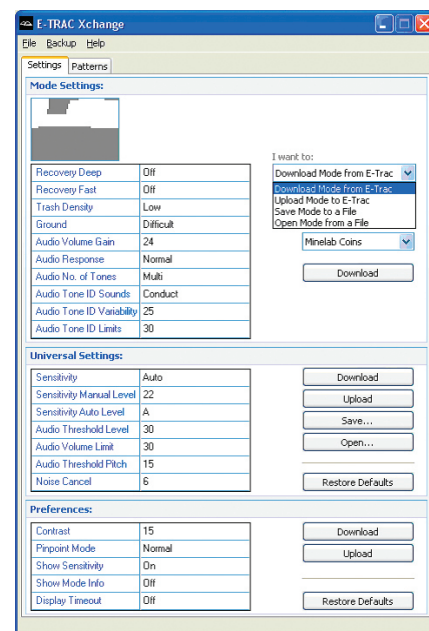 E-TRAC Xchange
File Backup Help
Settings Patterns
Mode Settings:
I want to:
Download Mode from E-Trac
Download Mode from E-Trac
Upload Mode to E-Trac
Save Mode to a File
Open Mode from a File
Minelab Coins
Download
Recovery Deep Off
Recovery Fast Off
Trash Density Low
Ground Difficult
Audio Volume Gain 24
Audio Response Normal
Audio No. of Tones Multi
Audio Tone ID Sounds Conduct
Audio Tone ID Variability 25
Audio Tone ID Limits 30
Universal Settings:
Sensitivity Auto
Sensitivity Manual Level 22
Sensitivity Auto Level A
Audio Threshold Level 30
Audio Volume Limit 30
Audio Threshold Pitch 15
Noise Cancel 6
Download
Upload
Save...
Open...
Restore Defaults
Preferences:
Contrast 15
Pinpoint Mode Normal
Show Sensitivity On
Show Mode Info Off
Display Timeout Off
Download
Upload
Restore Defaults